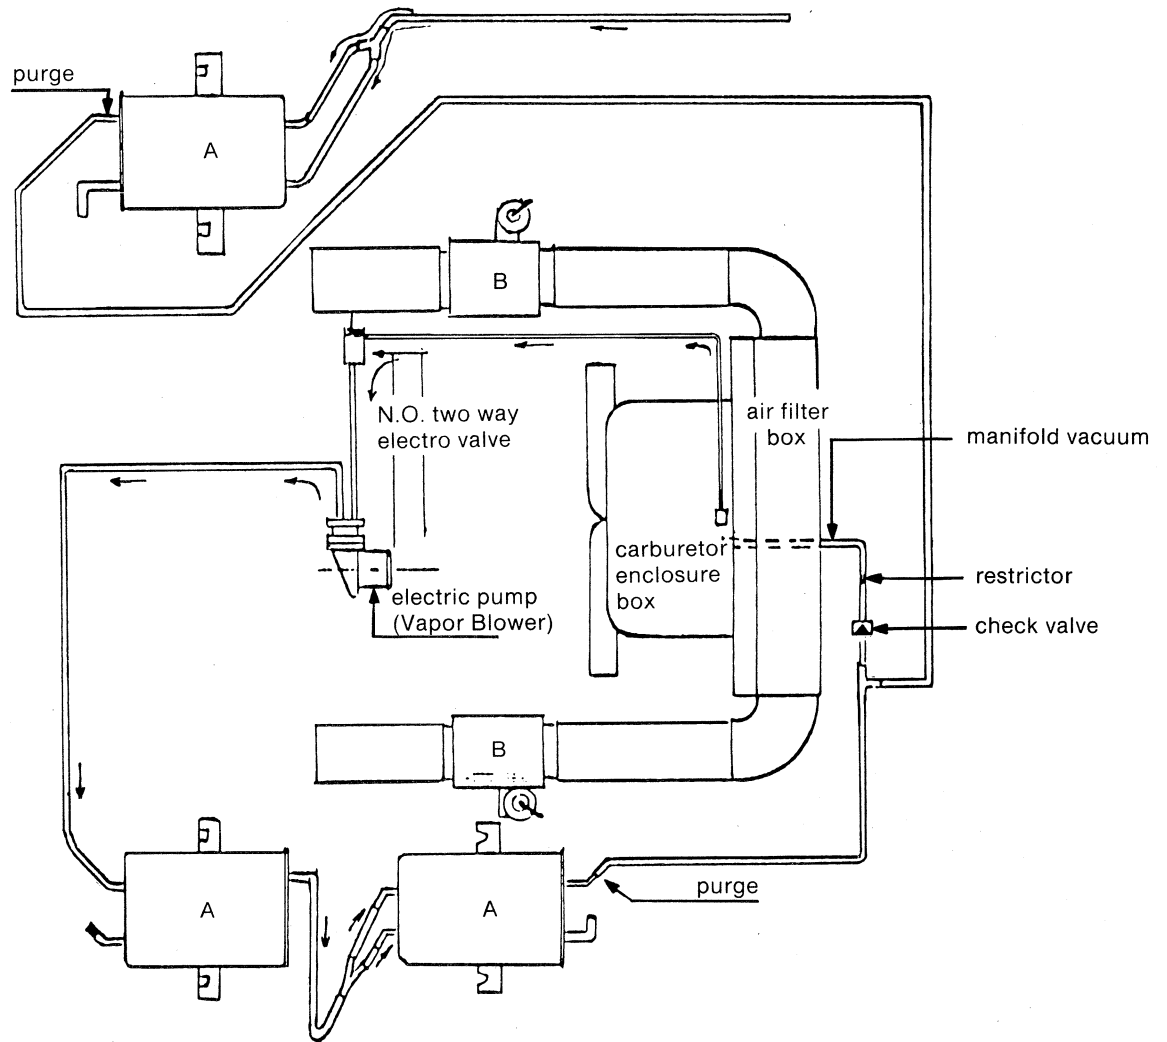 purge
A
B
N.O. two way
electro valve
air filter
box
manifold vacuum
carburetor
enclosure
box
restrictor
electric pump
(Vapor Blower)
check valve
B
purge
A
A